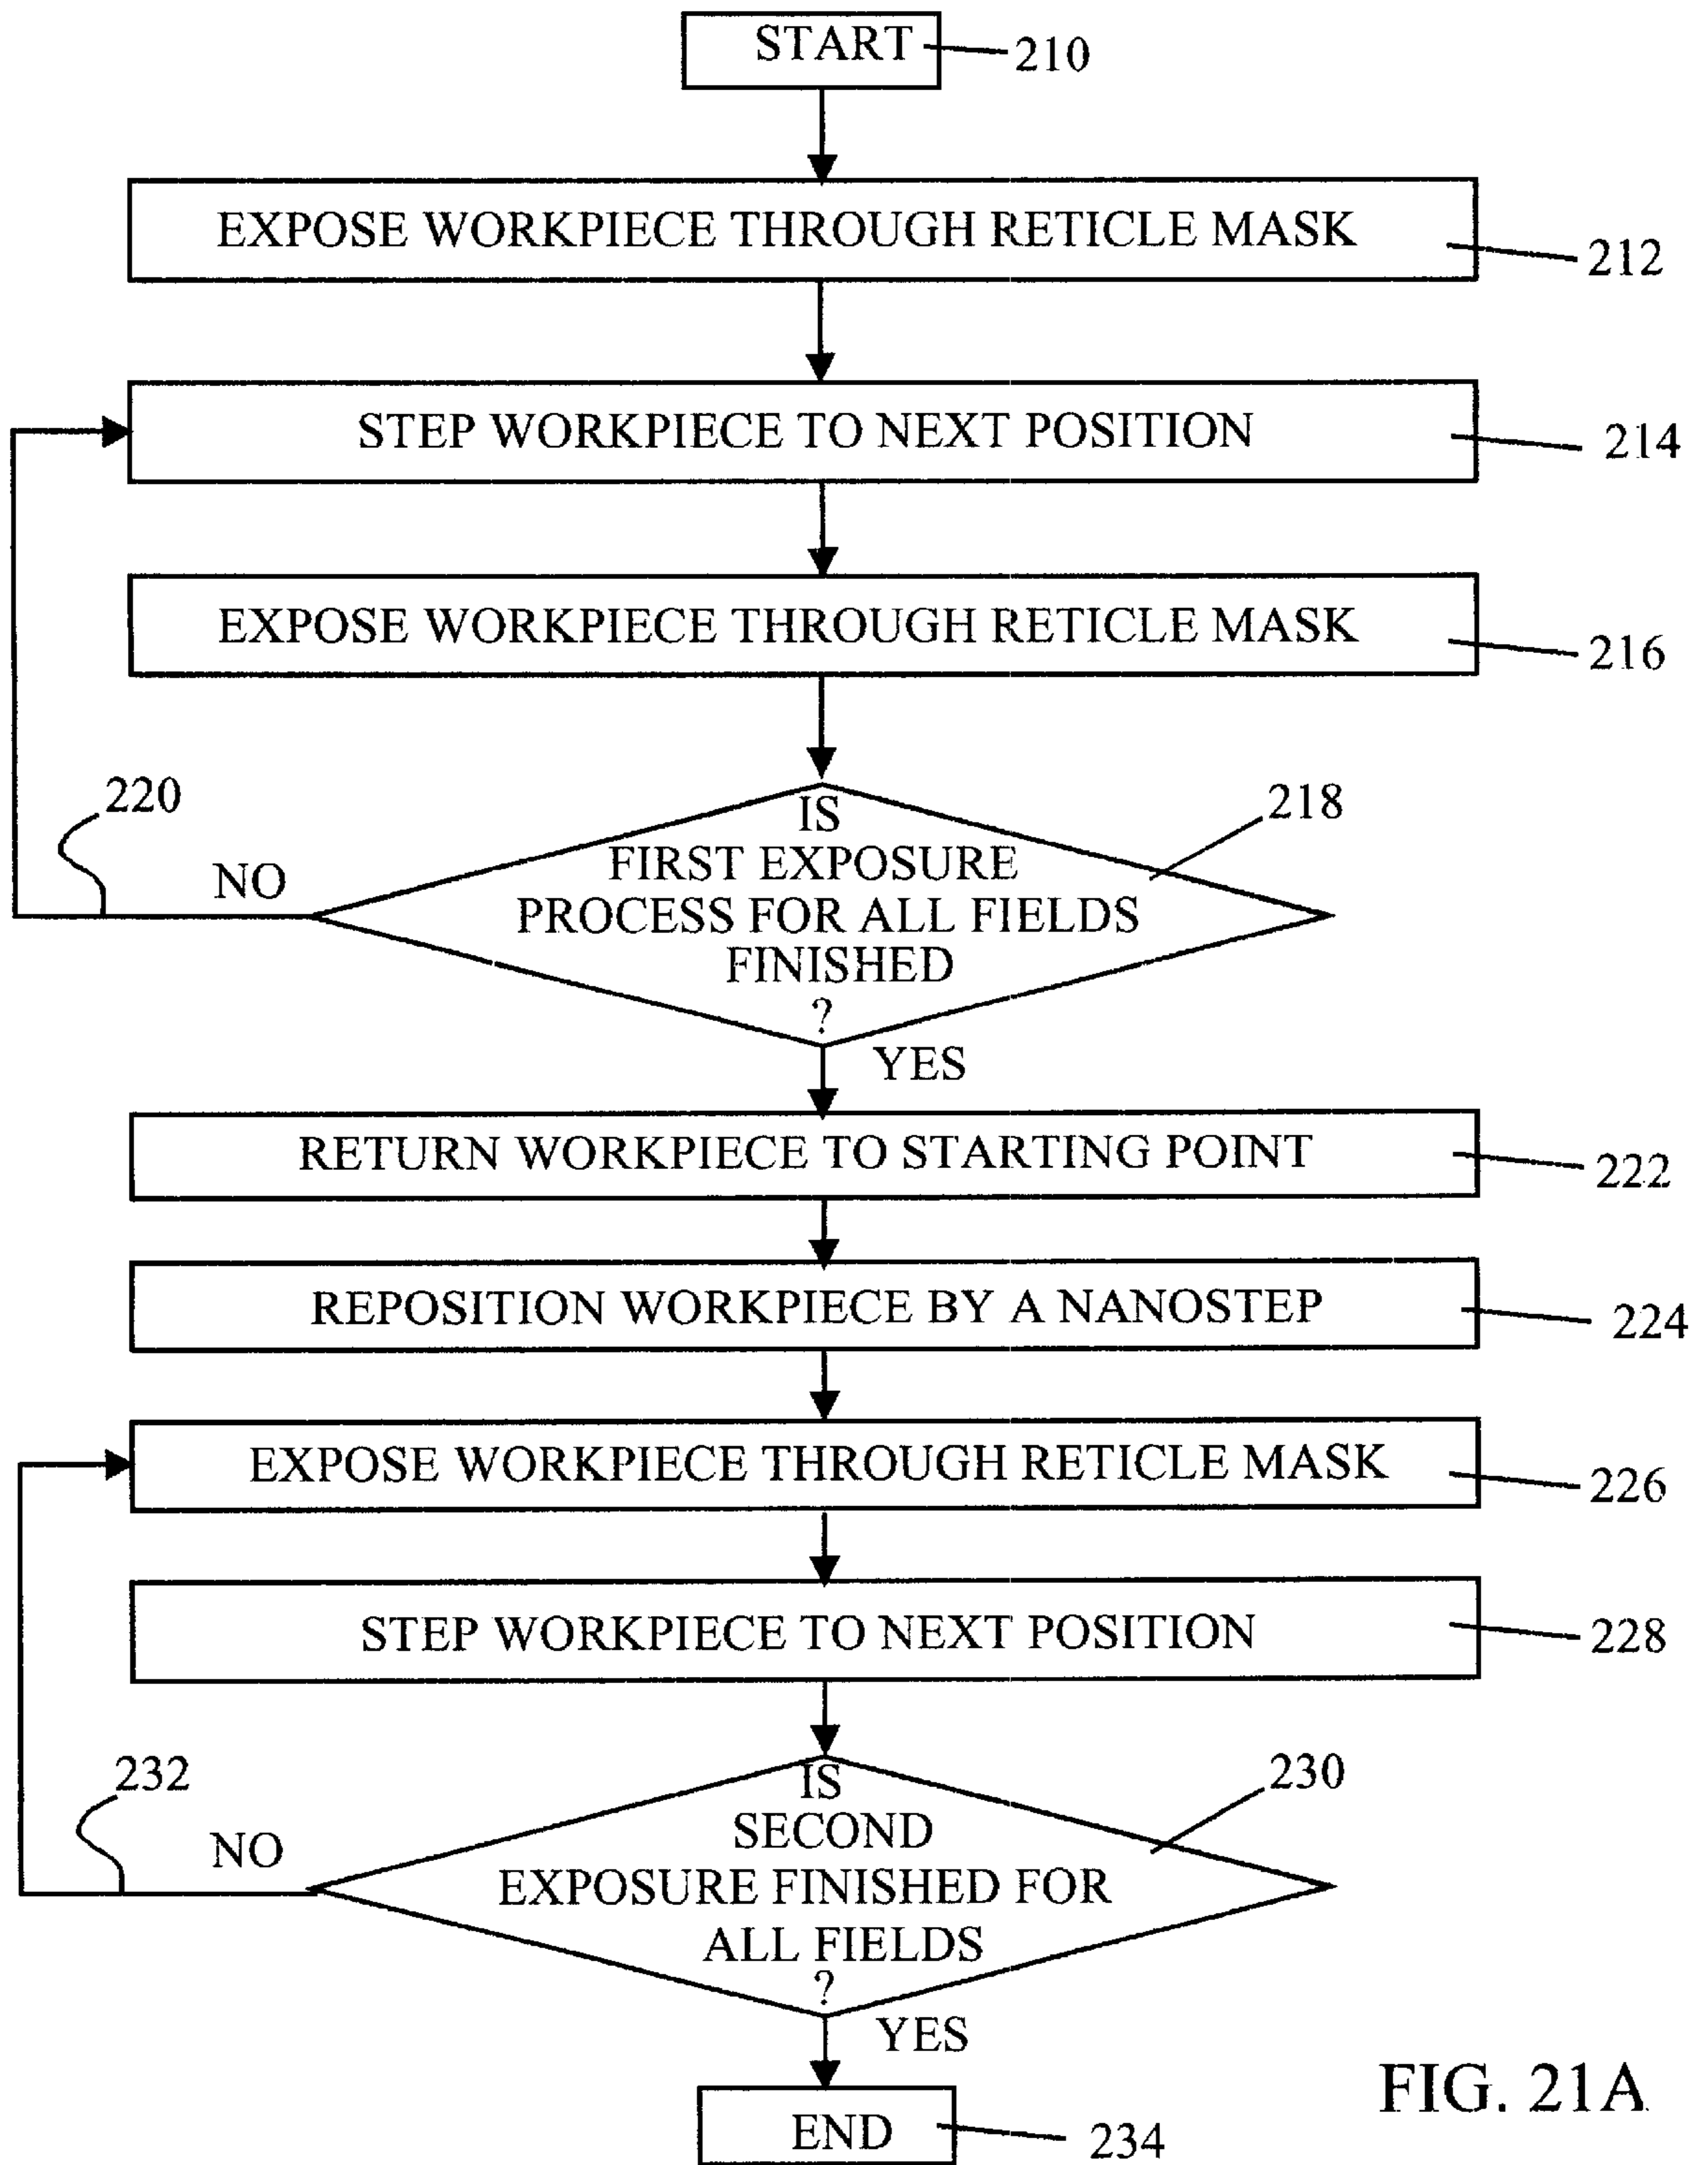 START
210
EXPOSE WORKPIECE THROUGH RETICLE MASK
212
STEP WORKPIECE TO NEXT POSITION
214
EXPOSE WORKPIECE THROUGH RETICLE MASK
216
220
NO
218
IS
FIRST EXPOSURE
PROCESS FOR ALL FIELDS
FINISHED
?
YES
RETURN WORKPIECE TO STARTING POINT
222
REPOSITION WORKPIECE BY A NANOSTEP
224
EXPOSE WORKPIECE THROUGH RETICLE MASK
226
STEP WORKPIECE TO NEXT POSITION
228
232
NO
230
IS
SECOND
EXPOSURE FINISHED FOR
ALL FIELDS
?
YES
END
234
FIG. 21A